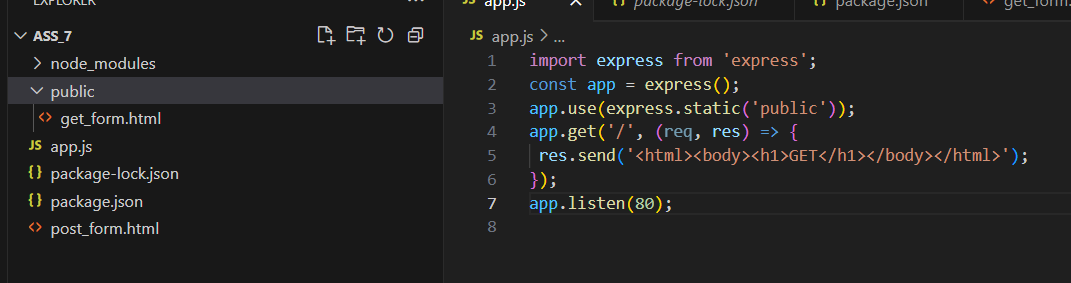 EXPLORER
ASS_7
node_modules
public
get_form.html
app.js
package-lock.json
package.json
post_form.html
app.js
package-lock.json
package.json
get_form.
app.js > ...
1 import express from 'express';
2 const app = express();
3 app.use(express.static('public'));
4 app.get('/', (req, res) => {
5 res.send('<html><body><h1>GET</h1></body></html>');
6 });
7 app.listen(80);
8